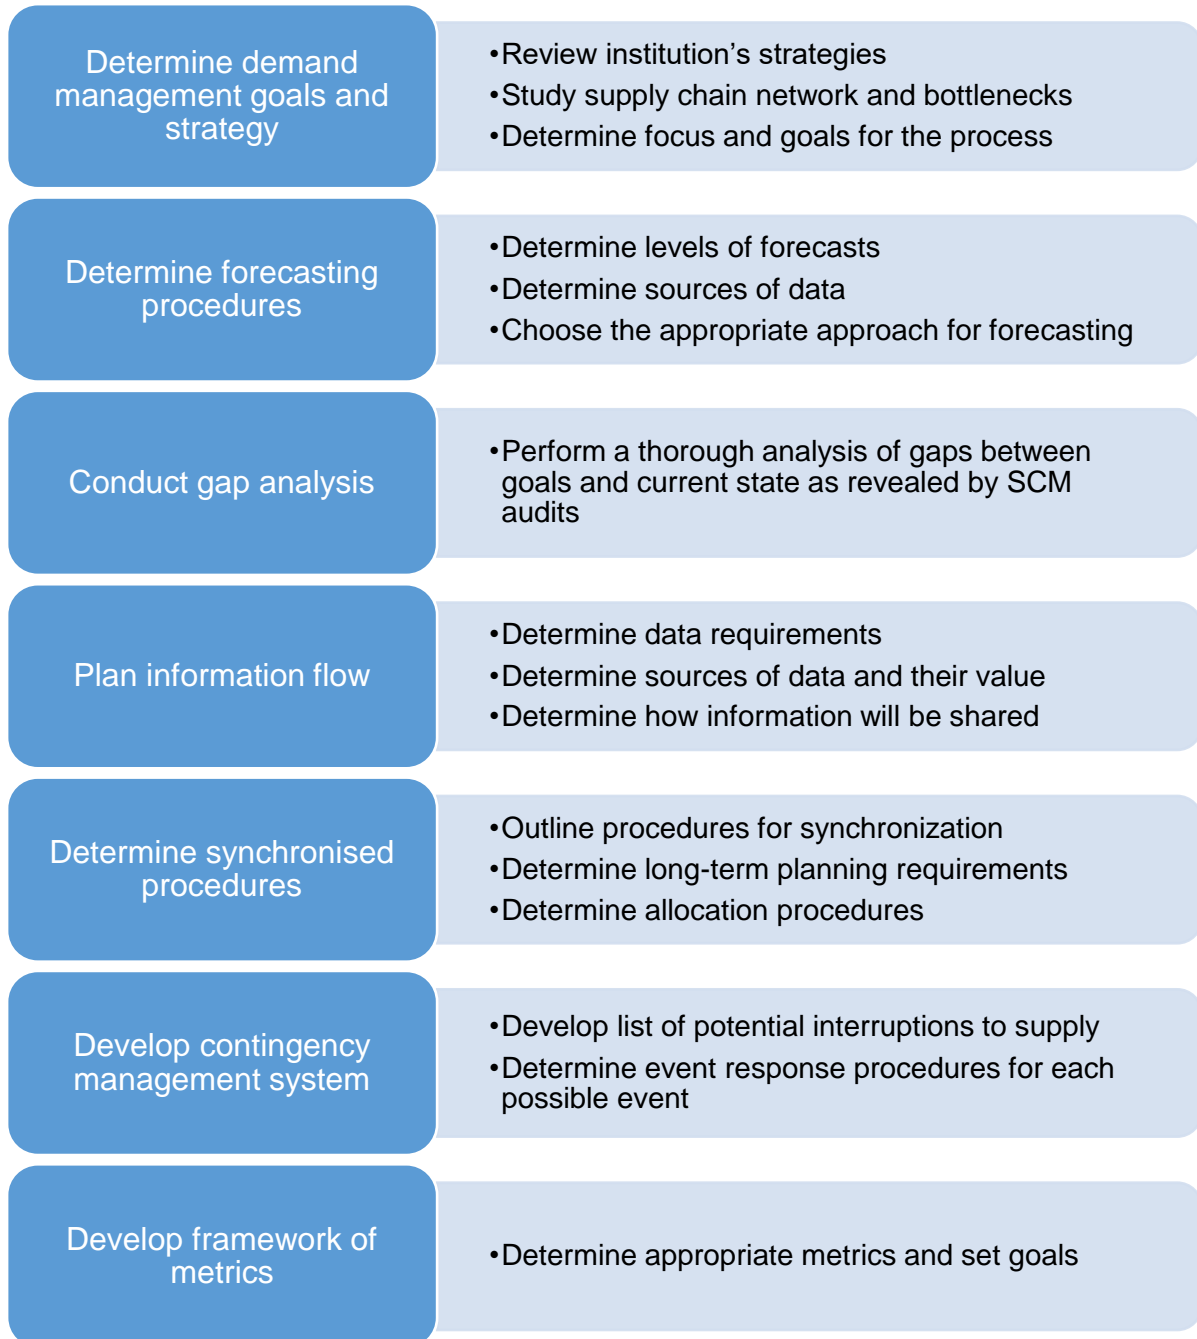 Determine demand
management goals and
strategy
•Review institution’s strategies
•Study supply chain network and bottlenecks
•Determine focus and goals for the process
Determine forecasting
procedures
•Determine levels of forecasts
•Determine sources of data
•Choose the appropriate approach for forecasting
Conduct gap analysis
•Perform a thorough analysis of gaps between
goals and current state as revealed by SCM
audits
Plan information flow
•Determine data requirements
•Determine sources of data and their value
•Determine how information will be shared
Determine synchronised
procedures
•Outline procedures for synchronization
•Determine long-term planning requirements
•Determine allocation procedures
Develop contingency
management system
•Develop list of potential interruptions to supply
•Determine event response procedures for each
possible event
Develop framework of
metrics
•Determine appropriate metrics and set goals